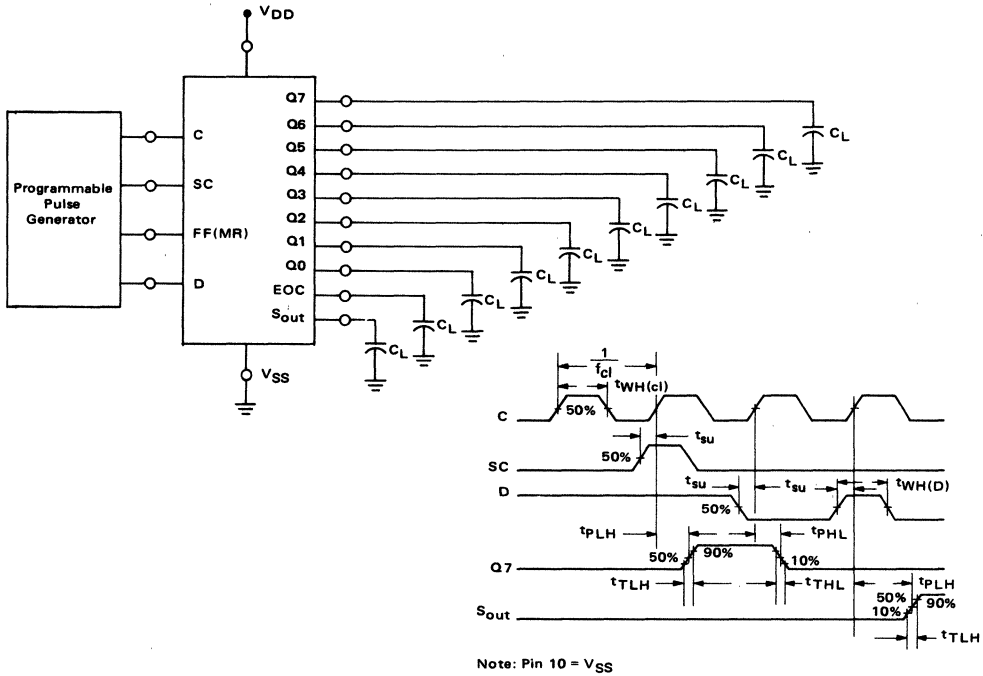 VDD
Programmable
Pulse
Generator
C
SC
FF(MR)
D
Q7
Q6
Q5
Q4
Q3
Q2
Q1
Q0
EOC
Sout
VSS
CL
CL
CL
CL
CL
CL
CL
CL
CL
CL
1
fcl
tWH(cl)
C
50%
tsu
50%
SC
tsu
tsu
tWH(D)
D
50%
tPLH
tPHL
50%
90%
10%
Q7
tTLH
tTHL
tPLH
50%
90%
10%
Sout
tTLH
Note: Pin 10 = VSS